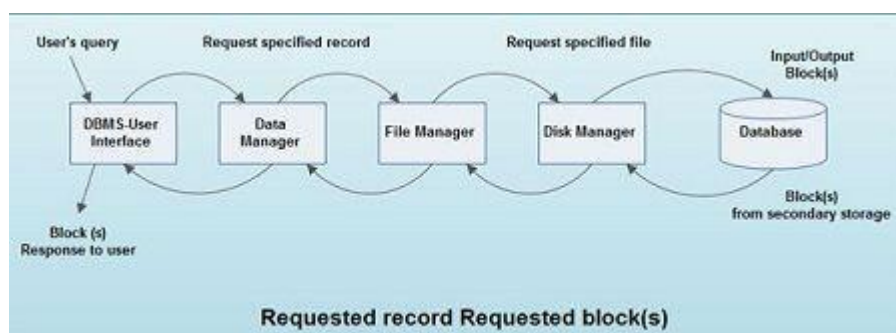 User's query
Request specified record
Request specified file
Input/Output
Block(s)
DBMS-User
Interface
Data
Manager
File Manager
Disk Manager
Database
Block (s)
Response to user
Block(s)
from secondary storage
Requested record Requested block(s)